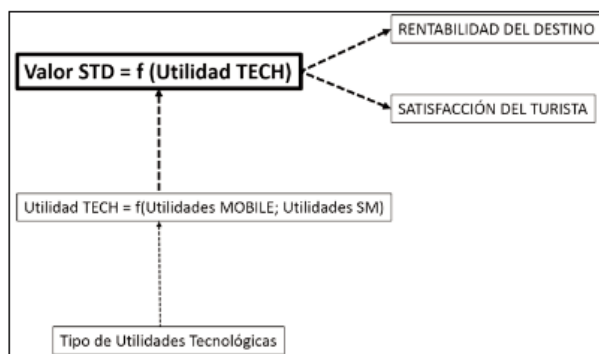 RENTABILIDAD DEL DESTINO
Valor STD = f (Utilidad TECH)
SATISFACCIÓN DEL TURISTA
Utilidad TECH = f(Utilidades MOBILE; Utilidades SM)
Tipo de Utilidades Tecnológicas